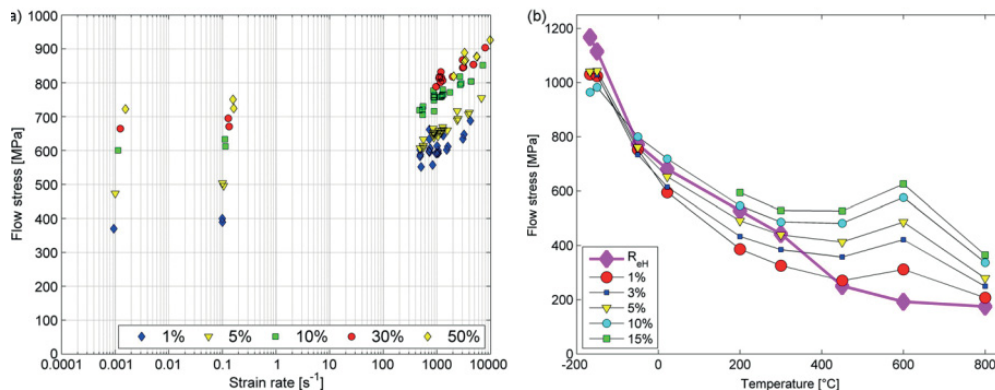 a)
1000
900
800
700
600
500
400
300
200
100
0
Flow stress [MPa]
0.0001 0.001 0.01 0.1 1 10 100 1000 10000
Strain rate [s⁻¹]
1% 5% 10% 30% 50%
(b)
1200
1000
800
600
400
200
0
Flow stress [MPa]
-200 0 200 400 600 800
Temperature [°C]
R_eH
1%
3%
5%
10%
15%